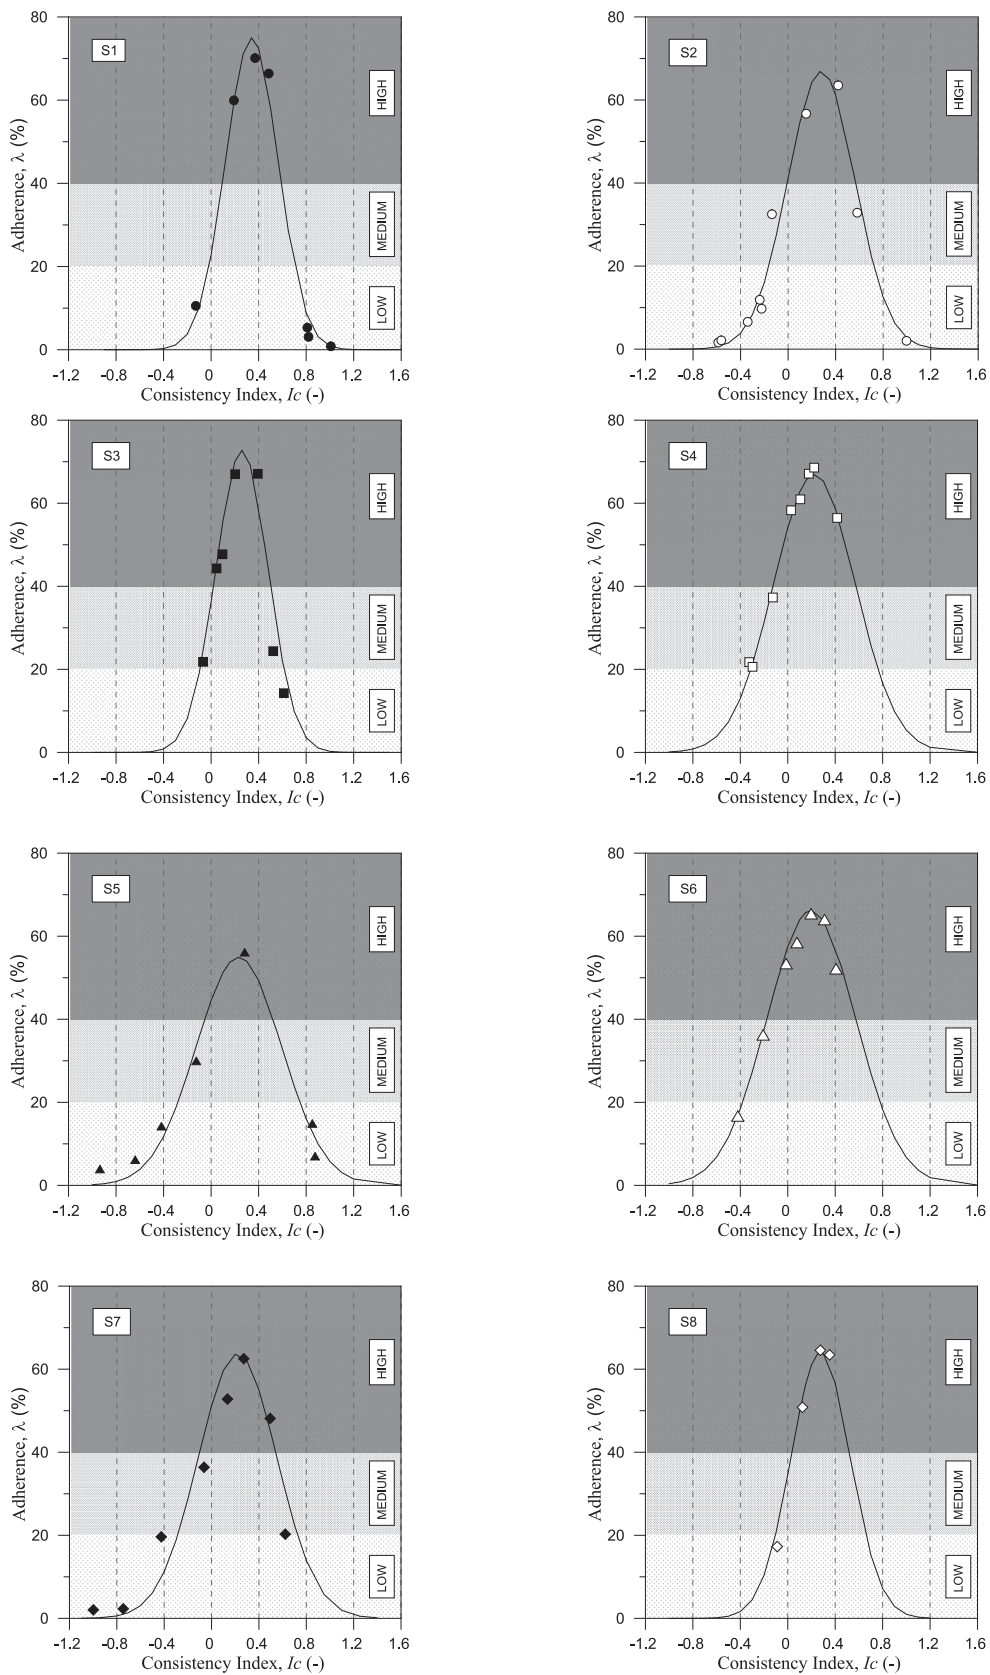 80
60
40
20
0
Adherence, λ (%)
S1
HIGH
MEDIUM
LOW
-1.2 -0.8 -0.4 0 0.4 0.8 1.2 1.6
Consistency Index, Ic (-)
80
60
40
20
0
Adherence, λ (%)
S2
HIGH
MEDIUM
LOW
-1.2 -0.8 -0.4 0 0.4 0.8 1.2 1.6
Consistency Index, Ic (-)
80
60
40
20
0
Adherence, λ (%)
S3
HIGH
MEDIUM
LOW
-1.2 -0.8 -0.4 0 0.4 0.8 1.2 1.6
Consistency Index, Ic (-)
80
60
40
20
0
Adherence, λ (%)
S4
HIGH
MEDIUM
LOW
-1.2 -0.8 -0.4 0 0.4 0.8 1.2 1.6
Consistency Index, Ic (-)
80
60
40
20
0
Adherence, λ (%)
S5
HIGH
MEDIUM
LOW
-1.2 -0.8 -0.4 0 0.4 0.8 1.2 1.6
Consistency Index, Ic (-)
80
60
40
20
0
Adherence, λ (%)
S6
HIGH
MEDIUM
LOW
-1.2 -0.8 -0.4 0 0.4 0.8 1.2 1.6
Consistency Index, Ic (-)
80
60
40
20
0
Adherence, λ (%)
S7
HIGH
MEDIUM
LOW
-1.2 -0.8 -0.4 0 0.4 0.8 1.2 1.6
Consistency Index, Ic (-)
80
60
40
20
0
Adherence, λ (%)
S8
HIGH
MEDIUM
LOW
-1.2 -0.8 -0.4 0 0.4 0.8 1.2 1.6
Consistency Index, Ic (-)